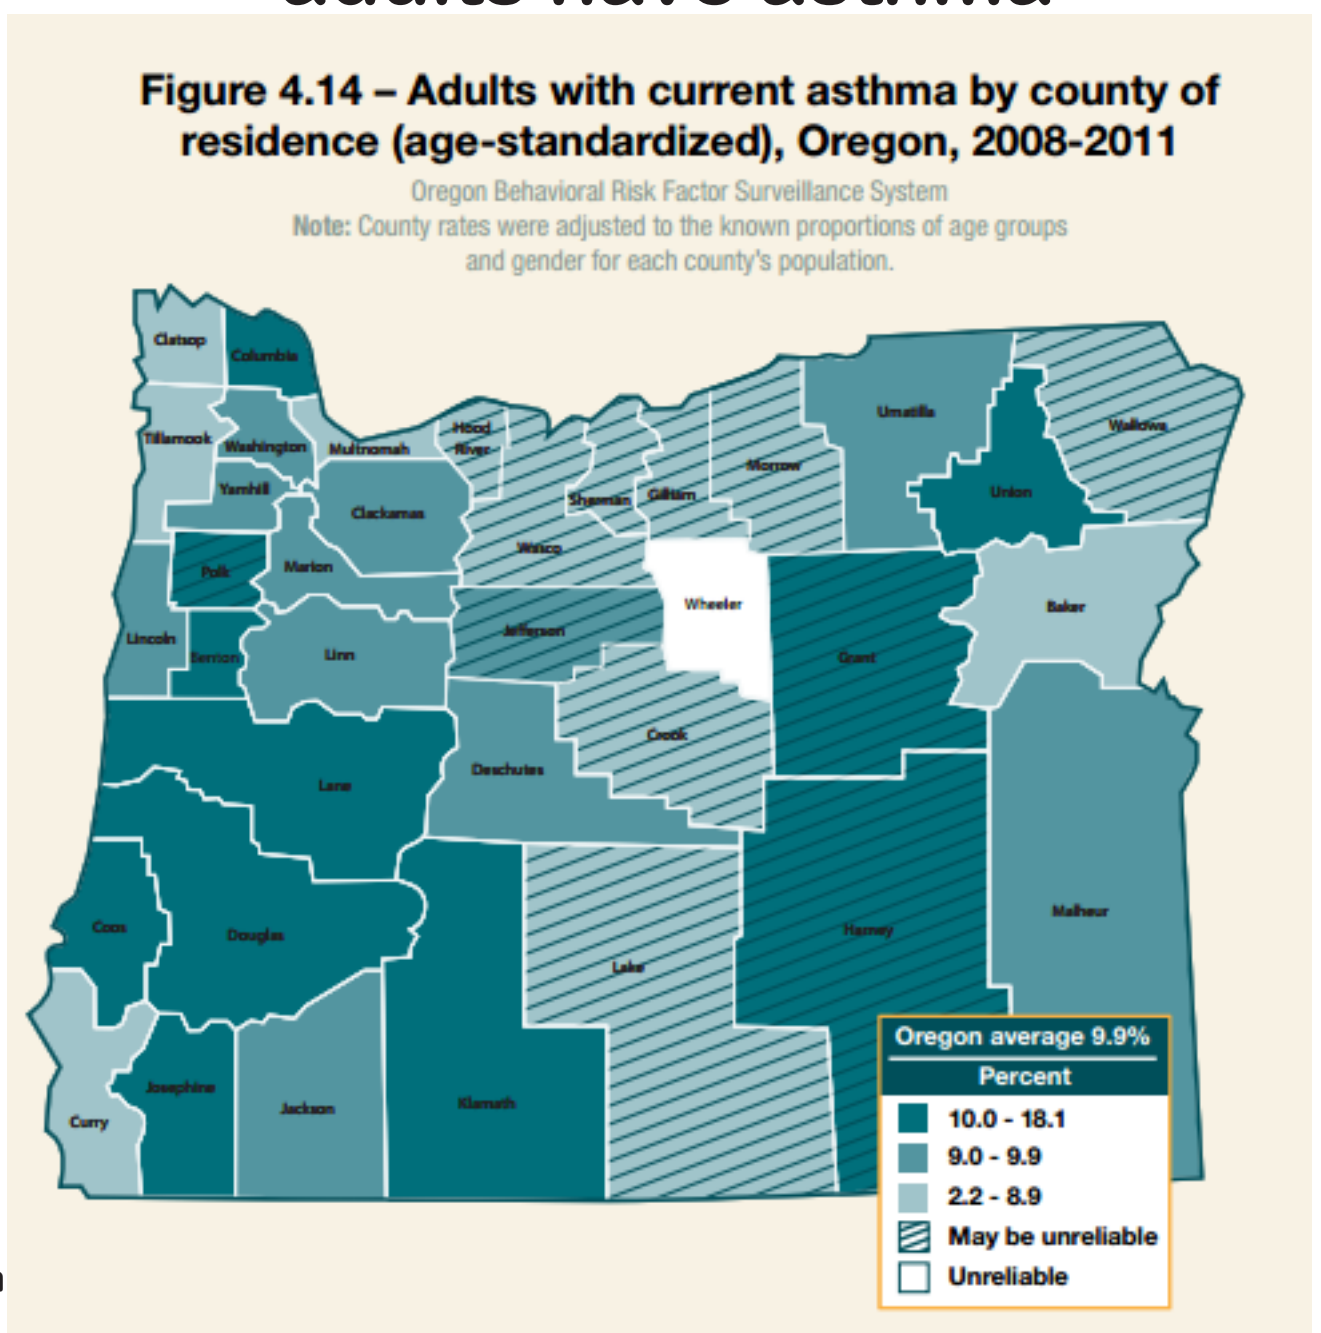 adults have asthma
Figure 4.14 – Adults with current asthma by county of
residence (age-standardized), Oregon, 2008-2011
Oregon Behavioral Risk Factor Surveillance System
Note: County rates were adjusted to the known proportions of age groups
and gender for each county's population.
Clatsop
Columbia
Tillamook
Washington
Multnomah
Hood
River
Yamhill
Clackamas
Sherman
Gilliam
Morrow
Umatilla
Wallowa
Union
Wasco
Polk
Marion
Wheeler
Baker
Lincoln
Benton
Linn
Jefferson
Grant
Crook
Deschutes
Lane
Coos
Douglas
Lake
Harney
Malheur
Curry
Josephine
Jackson
Klamath
Oregon average 9.9%
Percent
10.0 - 18.1
9.0 - 9.9
2.2 - 8.9
May be unreliable
Unreliable